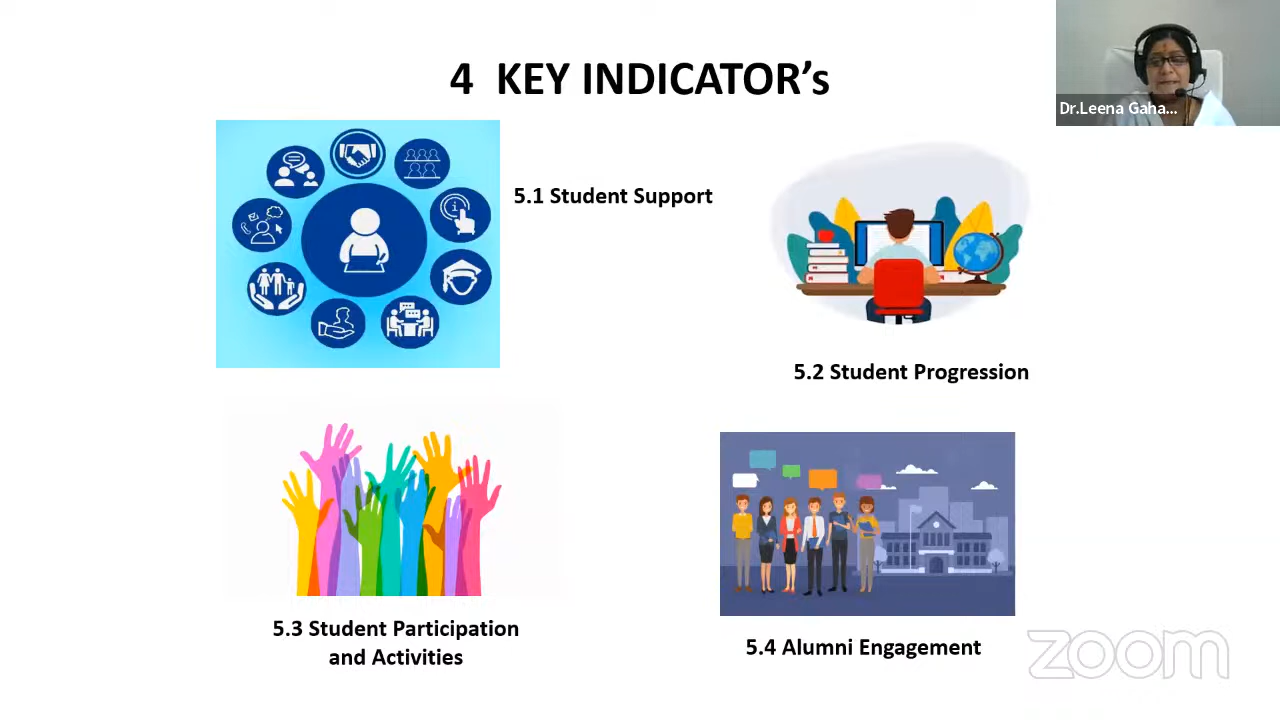 4 KEY INDICATOR’s
Dr.Leena Gaha...
5.1 Student Support
5.2 Student Progression
5.3 Student Participation
and Activities
5.4 Alumni Engagement
zoom